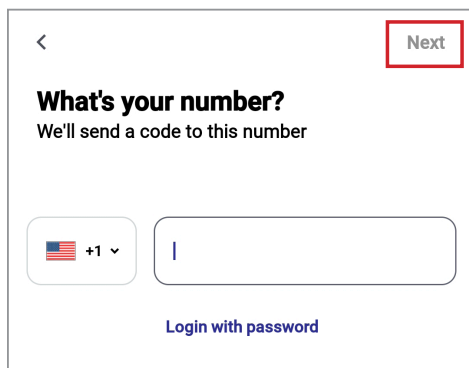 Next
What's your number?
We'll send a code to this number
+1
Login with password